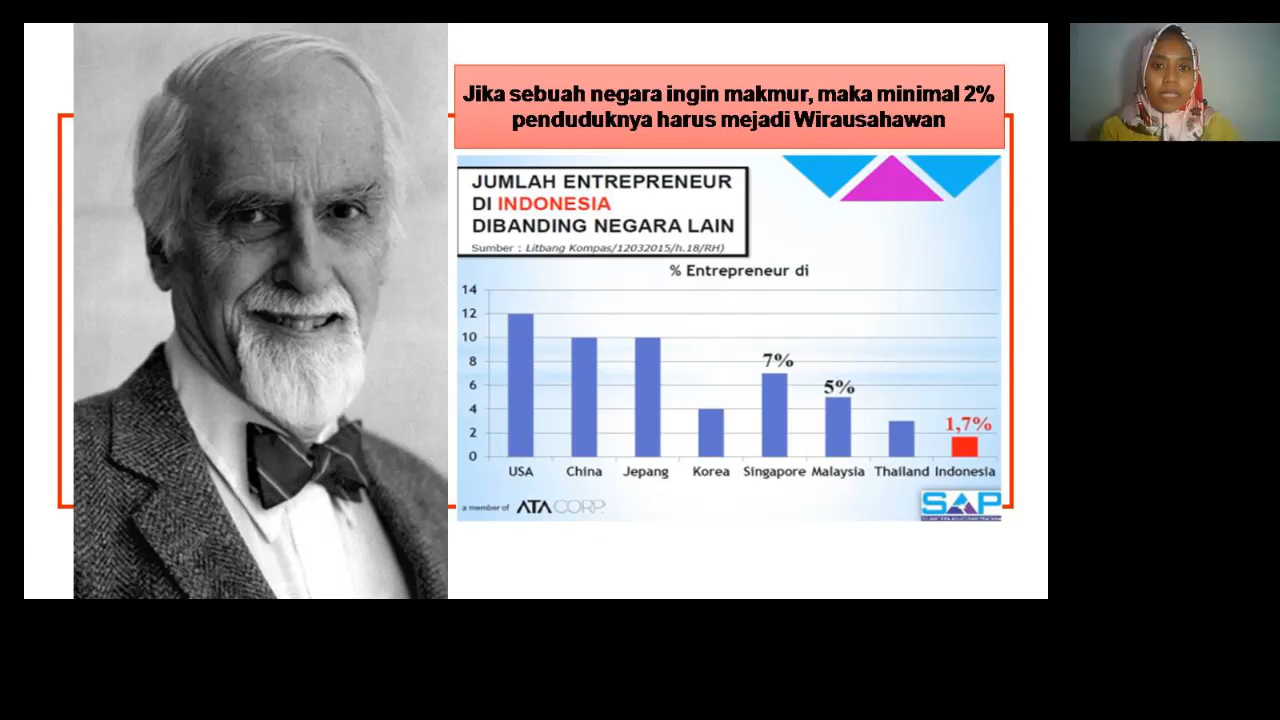 Jika sebuah negara ingin makmur, maka minimal 2%
penduduknya harus mejadi Wirausahawan
JUMLAH ENTREPRENEUR
DI INDONESIA
DIBANDING NEGARA LAIN
Sumber : Litbang Kompas/12032015/h.18/RH)
% Entrepreneur di
14
12
10
8
6
4
2
0
7%
5%
1,7%
USA China Jepang Korea Singapore Malaysia Thailand Indonesia
a member of ATA CORP.
SAP